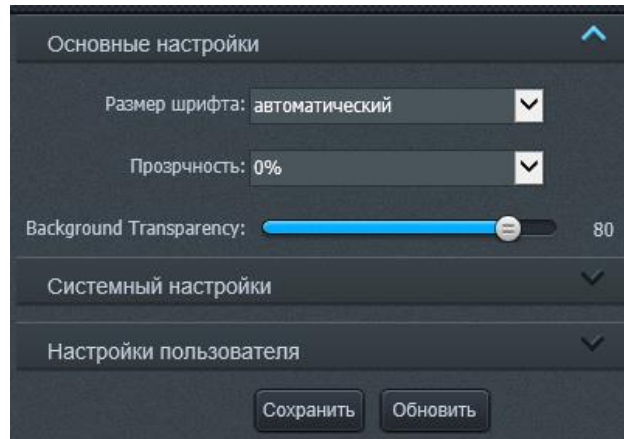 Основные настройки
Размер шрифта: автоматический
Прозрчность: 0%
Background Transparency: 80
Системный настройки
Настройки пользователя
Сохранить Обновить